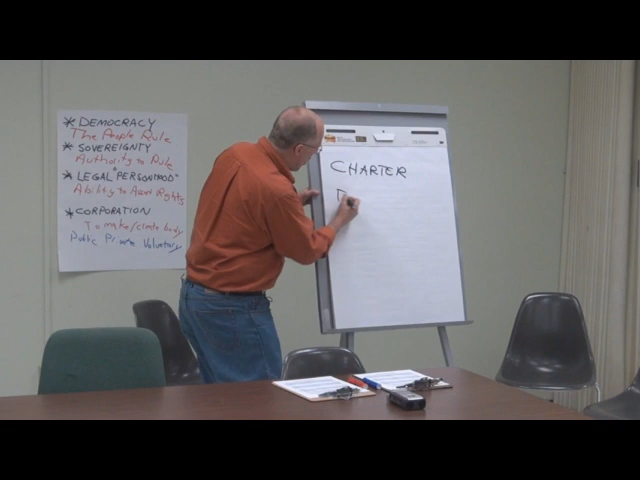 * DEMOCRACY
The People Rule
* SOVEREIGNTY
Authority to Rule
* LEGAL "PERSONHOOD"
Ability to Assert Rights
* CORPORATION
To make/create body
Public Private Voluntary
CHARTER